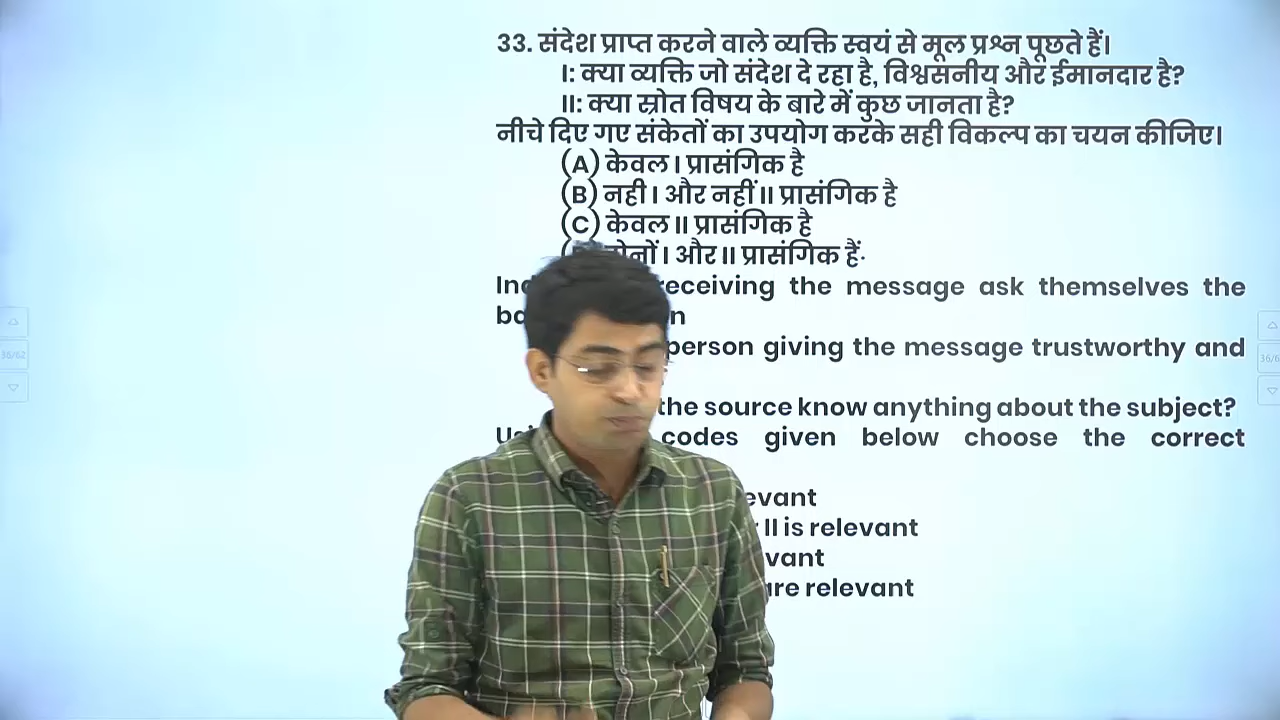 33. संदेश प्राप्त करने वाले व्यक्ति स्वयं से मूल प्रश्न पूछते हैं।
I: क्या व्यक्ति जो संदेश दे रहा है, विश्वसनीय और ईमानदार है?
II: क्या स्रोत विषय के बारे में कुछ जानता है?
नीचे दिए गए संकेतों का उपयोग करके सही विकल्प का चयन कीजिए।
(A) केवल I प्रासंगिक है
(B) नही I और नहीं II प्रासंगिक है
(C) केवल II प्रासंगिक है
I और II प्रासंगिक हैं.
receiving the message ask themselves the
person giving the message trustworthy and
the source know anything about the subject?
codes given below choose the correct
II is relevant
are relevant
36/62